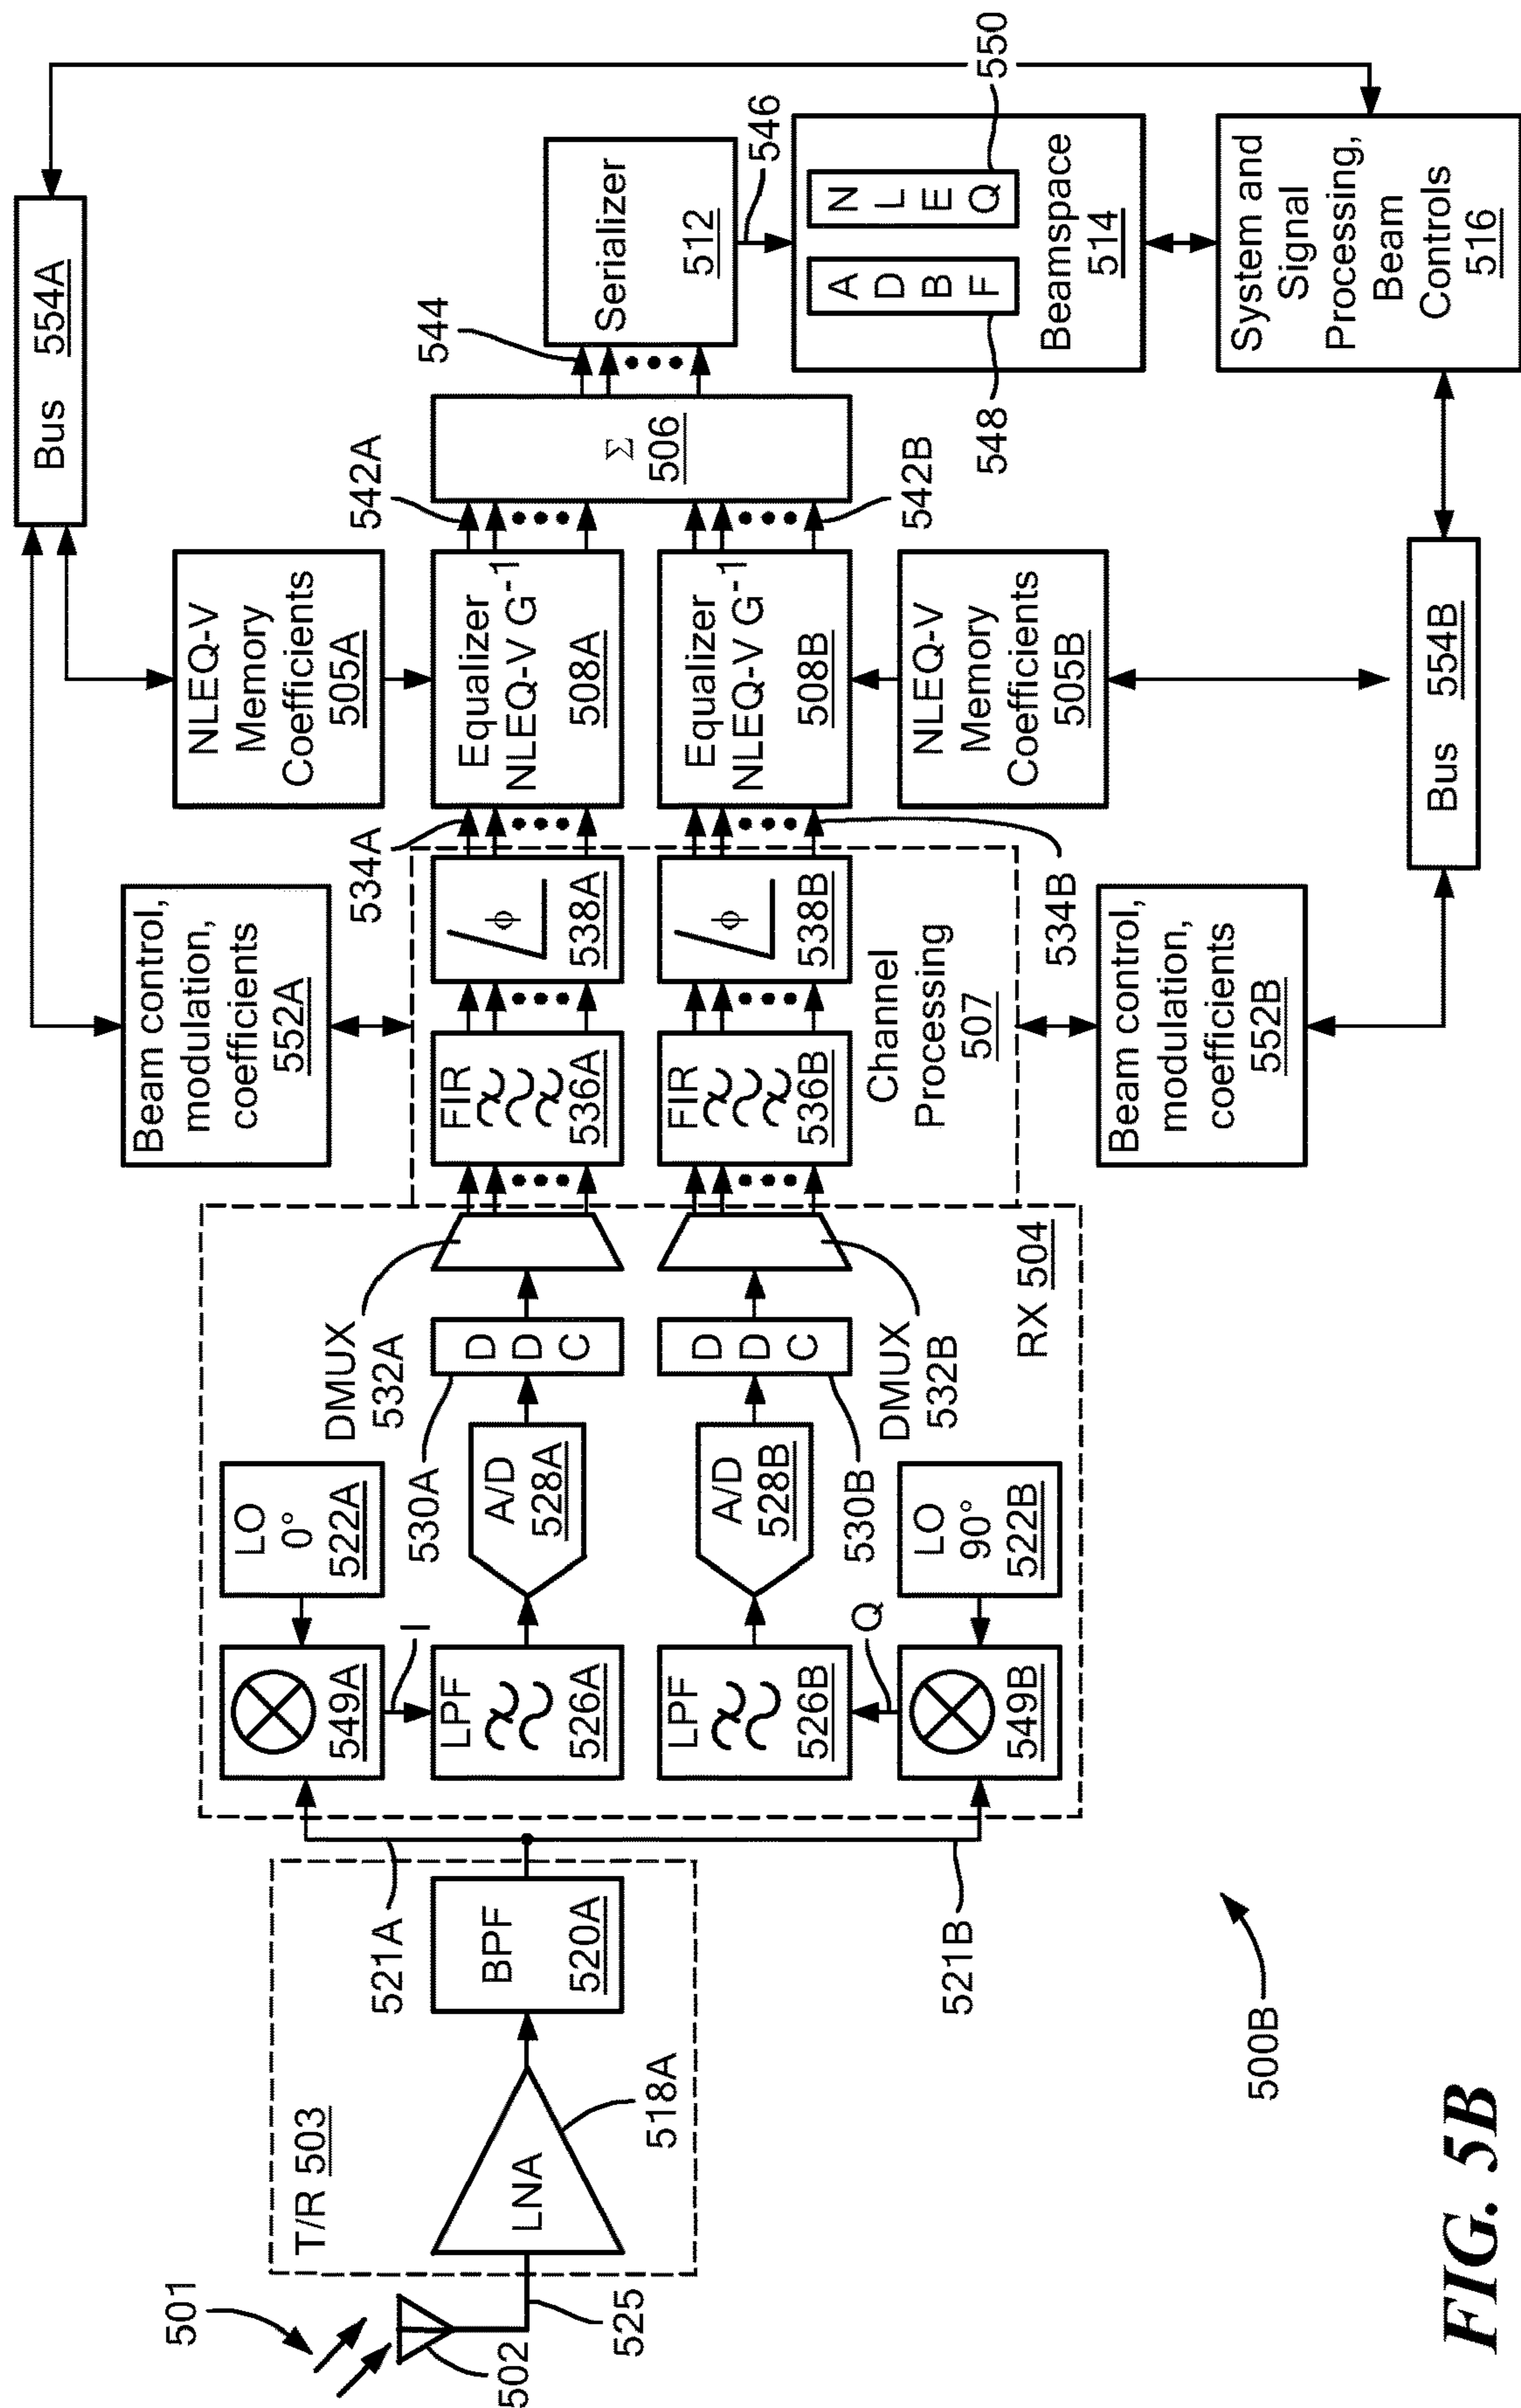 501
502
525
T/R 503
LNA
518A
BPF
520A
521A
521B
RX 504
549A
LO
0°
522A
I
LPF
526A
A/D
528A
530A
D
D
C
DMUX
532A
LPF
526B
Q
549B
LO
90°
522B
A/D
528B
530B
D
D
C
DMUX
532B
FIR
536A
ϕ
538A
FIR
536B
ϕ
538B
Channel
Processing
507
534A
534B
Beam control,
modulation,
coefficients
552A
Beam control,
modulation,
coefficients
552B
NLEQ-V
Memory
Coefficients
505A
Equalizer
NLEQ-V G⁻¹
508A
Equalizer
NLEQ-V G⁻¹
508B
NLEQ-V
Memory
Coefficients
505B
542A
542B
Σ
506
544
Serializer
512
546
A
D
B
F
N
L
E
Q
548
550
Beamspace
514
System and
Signal
Processing,
Beam
Controls
516
Bus 554A
Bus 554B
500B
FIG. 5B